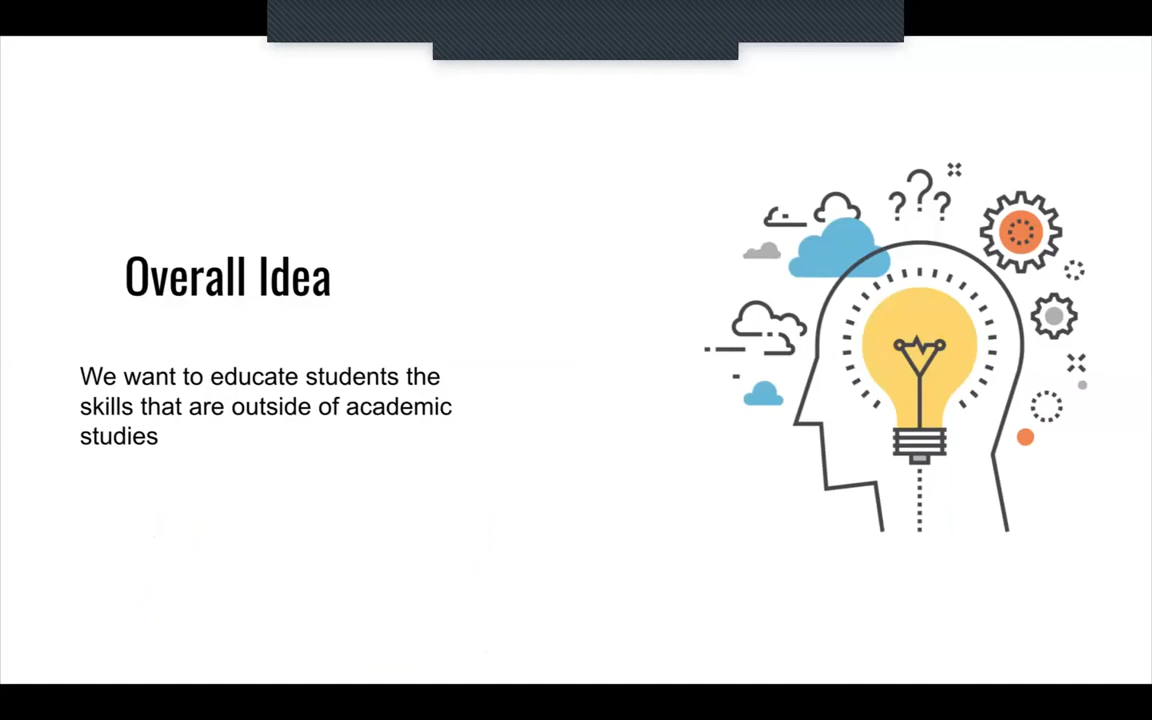 Overall Idea
We want to educate students the
skills that are outside of academic
studies
???